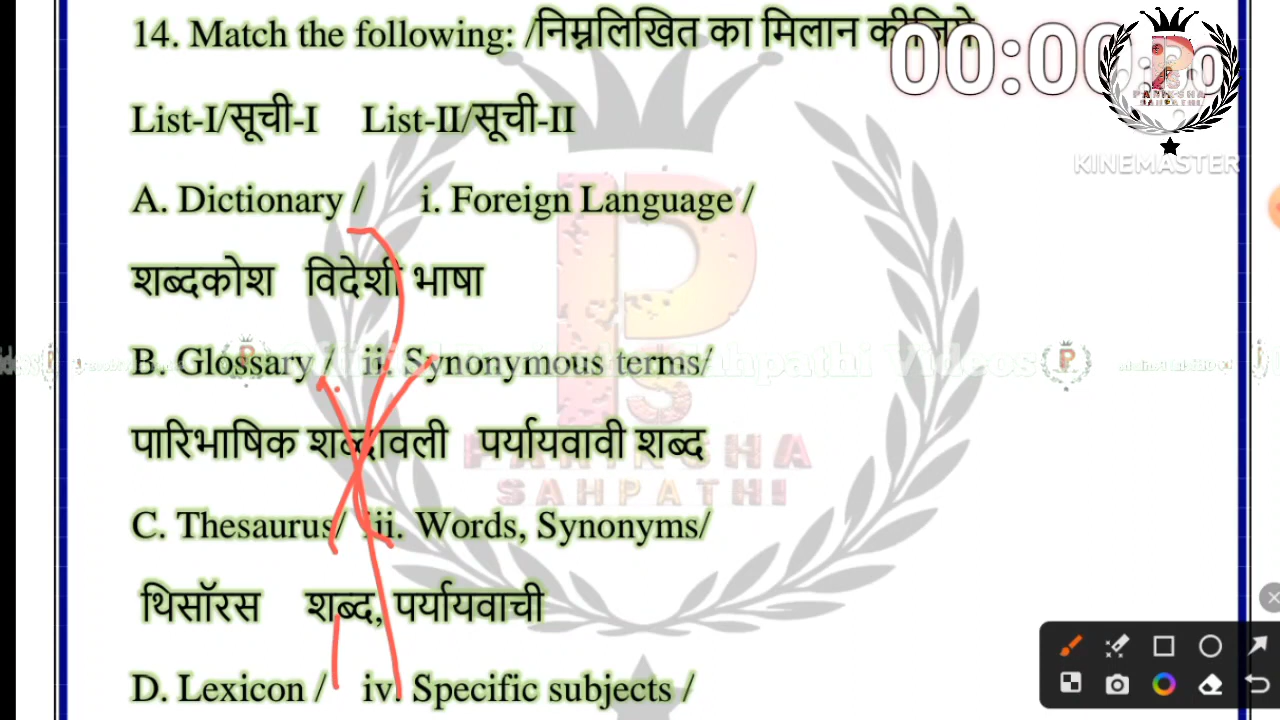 14. Match the following: /निम्नलिखित का मिलान कीजिये
00:00
List-I/सूची-I List-II/सूची-II
KINEMASTER
A. Dictionary / i. Foreign Language /
शब्दकोश विदेशी भाषा
B. Glossary / ii. Synonymous terms/
पारिभाषिक शब्दावली पर्यायवावी शब्द
PARIKSHA
SAHPATHI
C. Thesaurus/ iii. Words, Synonyms/
थिसॉरस शब्द, पर्यायवाची
D. Lexicon / iv. Specific subjects /